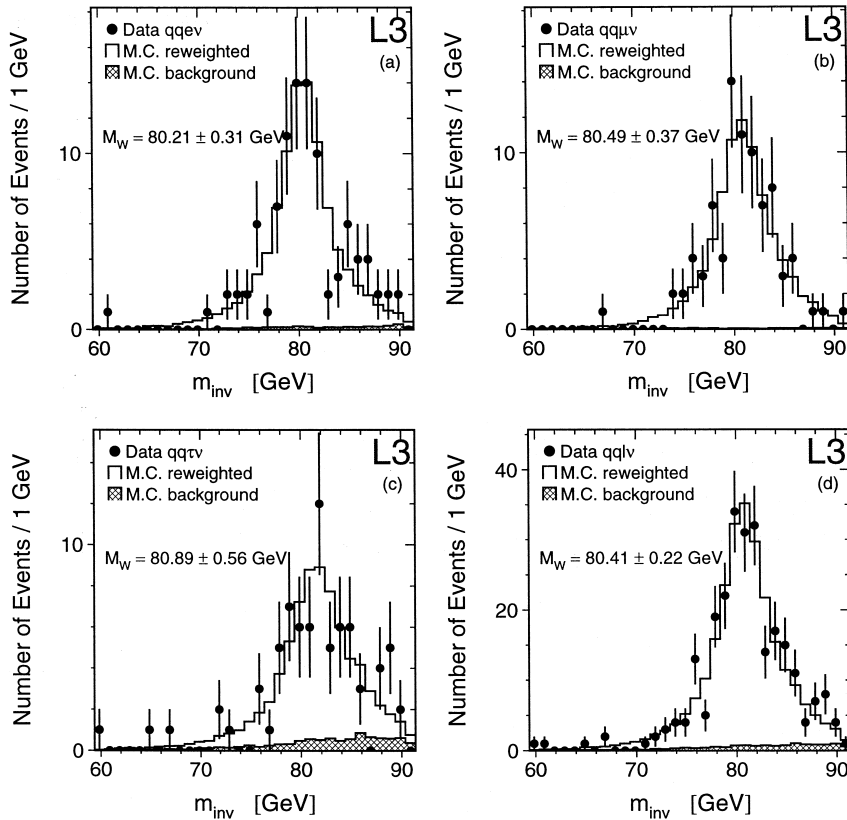 Data qqeν
M.C. reweighted
M.C. background
L3
(a)
M_W = 80.21 ± 0.31 GeV
Number of Events / 1 GeV
10
0
60 70 80 90
m_inv [GeV]
Data qqμν
M.C. reweighted
M.C. background
L3
(b)
M_W = 80.49 ± 0.37 GeV
Number of Events / 1 GeV
10
0
60 70 80 90
m_inv [GeV]
Data qqτν
M.C. reweighted
M.C. background
L3
(c)
M_W = 80.89 ± 0.56 GeV
Number of Events / 1 GeV
10
0
60 70 80 90
m_inv [GeV]
Data qqlν
M.C. reweighted
M.C. background
L3
(d)
M_W = 80.41 ± 0.22 GeV
Number of Events / 1 GeV
40
20
0
60 70 80 90
m_inv [GeV]